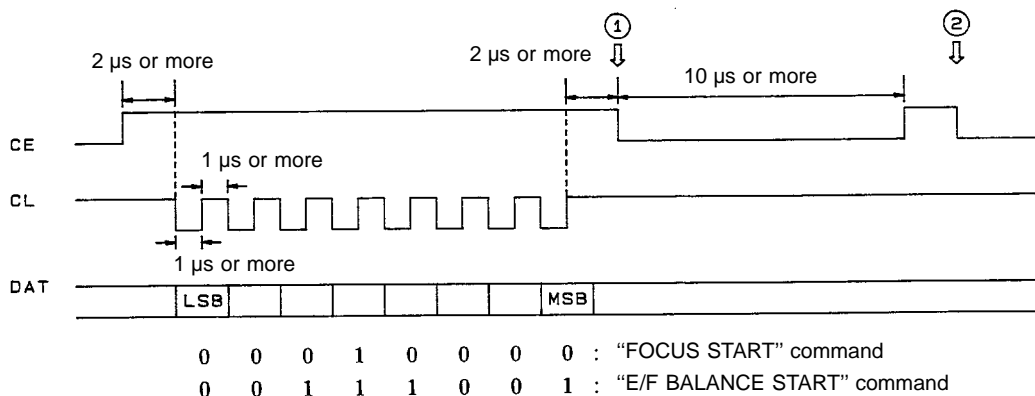 ① ②
2 µs or more 2 µs or more 10 µs or more
CE
1 µs or more
CL
1 µs or more
DAT LSB MSB
0 0 0 1 0 0 0 0 : “FOCUS START” command
0 0 1 1 1 0 0 1 : “E/F BALANCE START” command